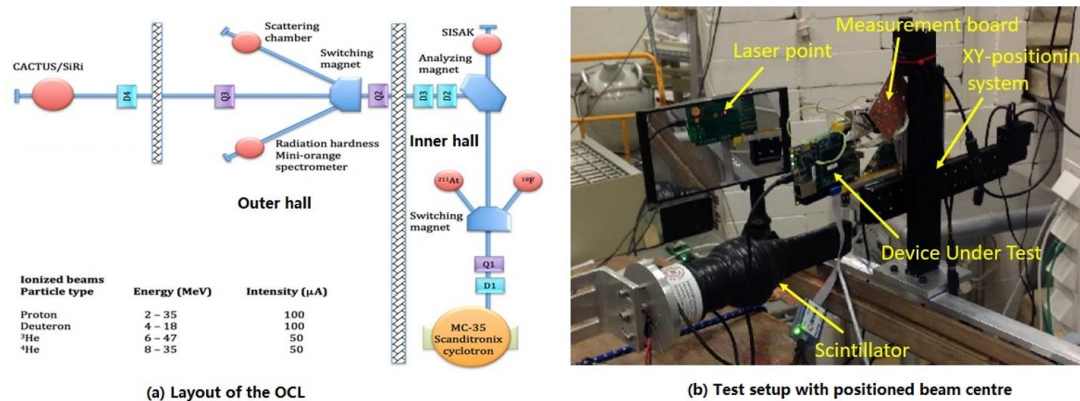 CACTUS/SiRi
D4
Q3
Scattering
chamber
Switching
magnet
Radiation hardness
Mini-orange
spectrometer
Q2
Outer hall
D3
D2
SISAK
Analyzing
magnet
Inner hall
²¹¹At
¹⁸F
Switching
magnet
Q1
D1
MC-35
Scanditronix
cyclotron
Ionized beams
Particle type Energy (MeV) Intensity (μA)
Proton 2 – 35 100
Deuteron 4 – 18 100
³He 6 – 47 50
⁴He 8 – 35 50
(a) Layout of the OCL
Measurement board
Laser point
XY-positionin
system
Device Under Test
Scintillator
(b) Test setup with positioned beam centre